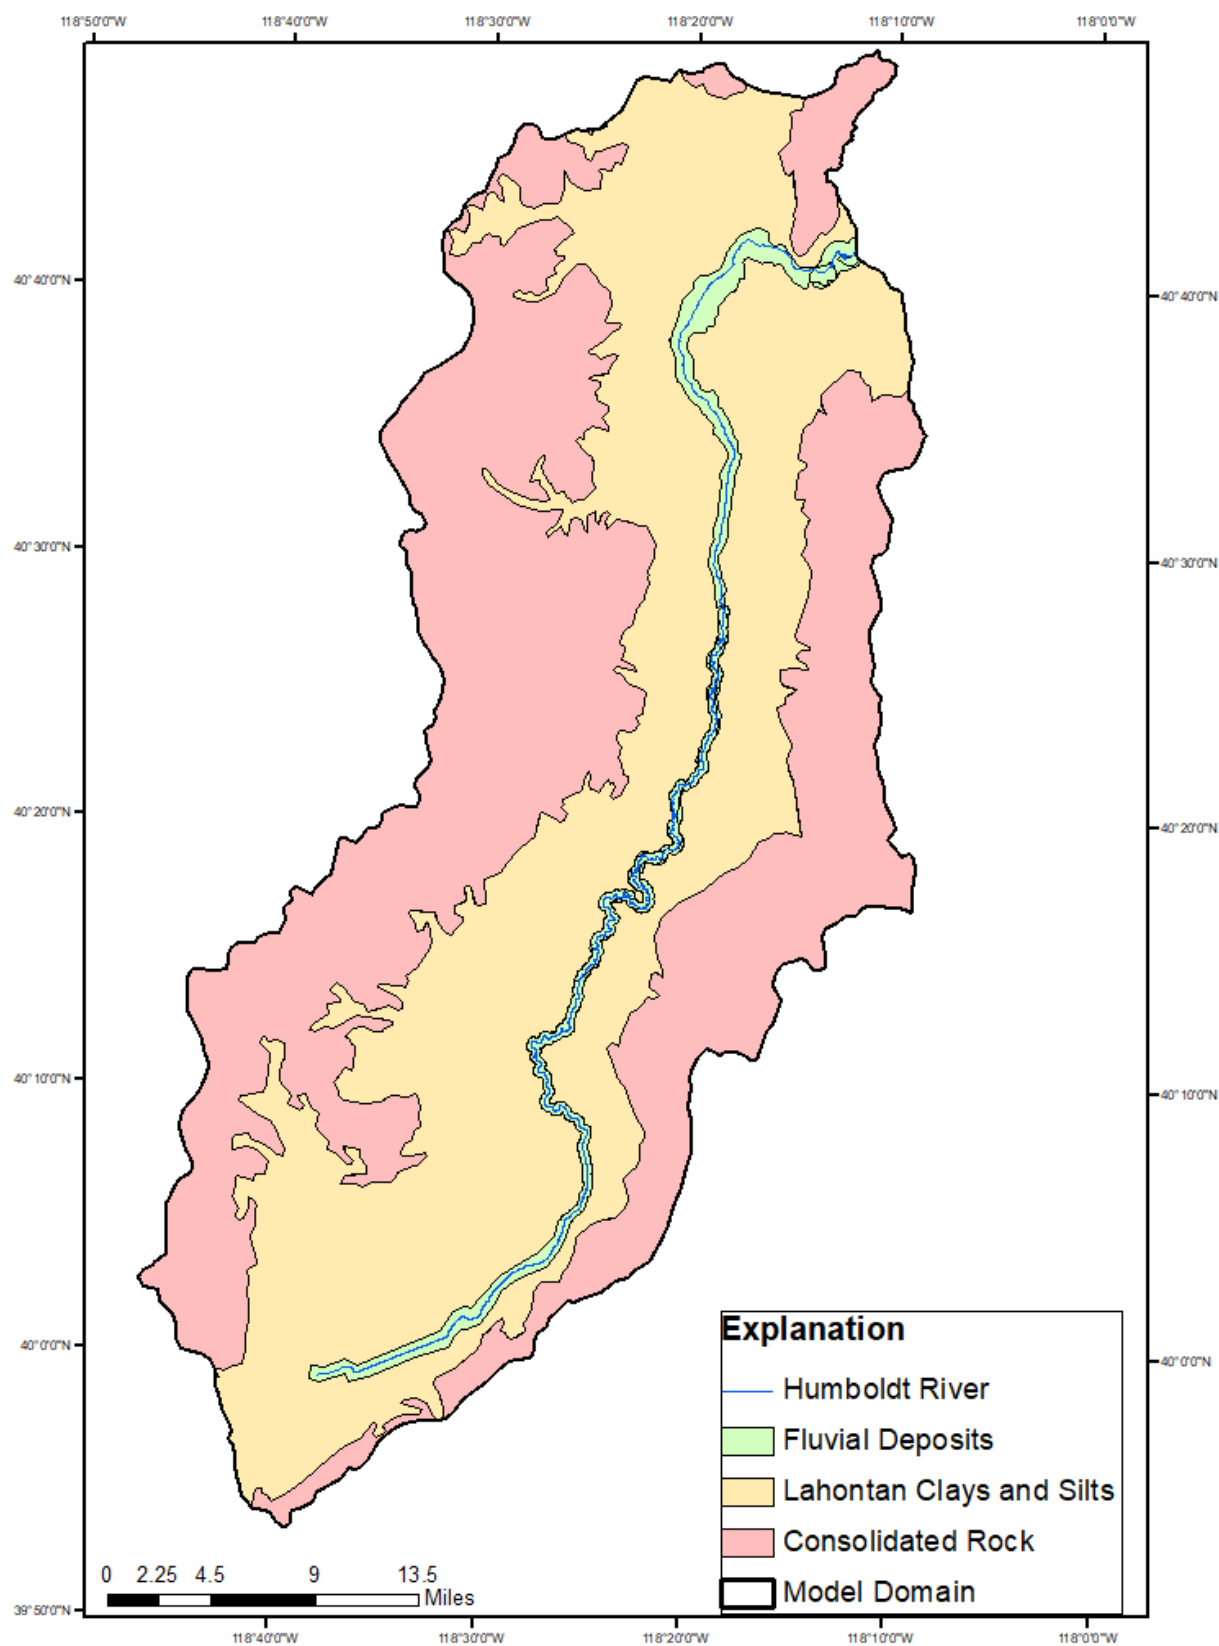 118°50'0"W 118°40'0"W 118°30'0"W 118°20'0"W 118°10'0"W 118°0'0"W
40°40'0"N
40°40'0"N
40°30'0"N
40°30'0"N
40°20'0"N
40°20'0"N
40°10'0"N
40°10'0"N
40°0'0"N
40°0'0"N
Explanation
Humboldt River
Fluvial Deposits
Lahontan Clays and Silts
Consolidated Rock
Model Domain
0 2.25 4.5 9 13.5
Miles
39°50'0"N
118°40'0"W 118°30'0"W 118°20'0"W 118°10'0"W 118°0'0"W